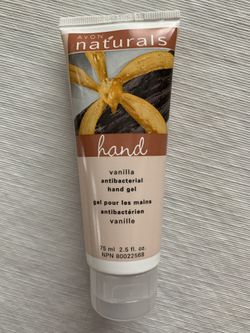 AVON
naturals
hand
vanilla
antibacterial
hand gel
gel pour les mains
antibactérien
vanille
75 ml 2.5 fl. oz.
NPN 80022568